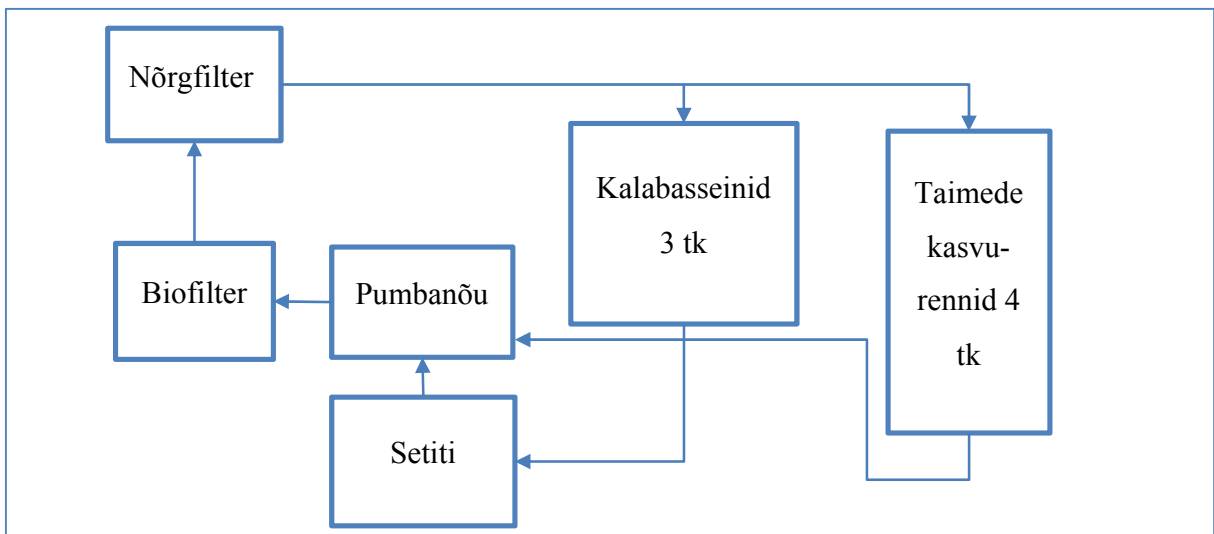 Nõrgfilter
Kalabasseinid
3 tk
Taimede
kasvu-
rennid 4
tk
Biofilter
Pumbanõu
Setiti